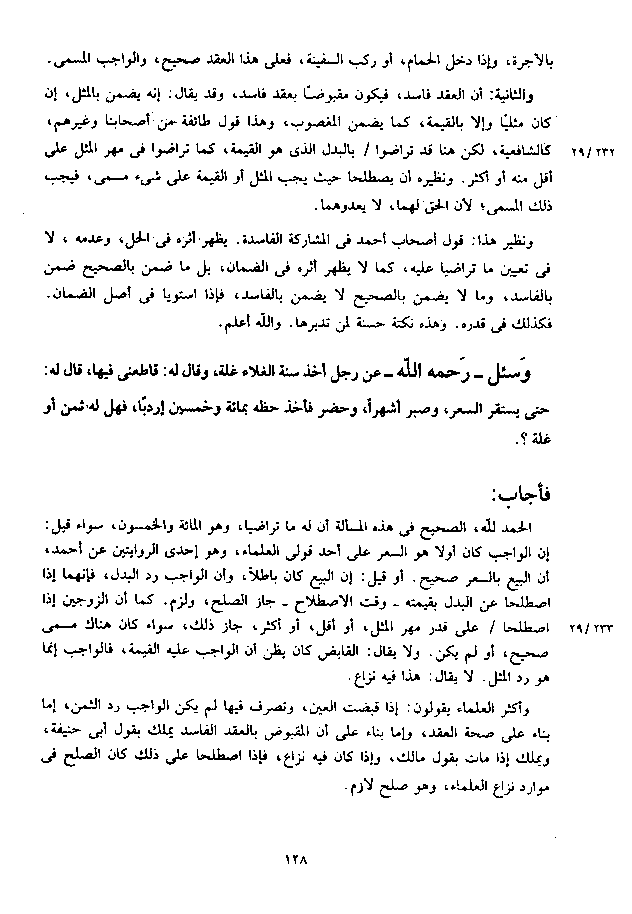 بالأجرة، وإذا دخل الحمام، أو ركب السفينة، فعلى هذا العقد صحيح، والواجب المسمى.
والثانية: أن العقد فاسد، فيكون مقبوضًا بعقد فاسد، وقد يقال: إنه يضمن بالمثل، إن
كان مثليًا وإلا بالقيمة، كما يضمن المغصوب، وهذا قول طائفة من أصحابنا وغيرهم،
٢٩/٢٣٢ كالشافعية، لكن هنا قد تراضوا / بالبدل الذى هو القيمة، كما تراضوا فى مهر المثل على
أقل منه أو أكثر. ونظيره أن يصطلحا حيث يجب المثل أو القيمة على شىء مسمى، فيجب
ذلك المسمى؛ لأن الحق لهما، لا يعدوهما.
ونظير هذا: قول أصحاب أحمد فى المشاركة الفاسدة. يظهر أثره فى الحل، وعدمه ، لا
فى تعيين ما تراضيا عليه، كما لا يظهر أثره فى الضمان، بل ما ضمن بالصحيح ضمن
بالفاسد، وما لا يضمن بالصحيح لا يضمن بالفاسد، فإذا استويا فى أصل الضمان.
فكذلك فى قدره. وهذه نكتة حسنة لمن تدبرها. والله أعلم.
وَسئل ــ رَحمه الله ــ عن رجل أخذ سنة الغلاء غلة، وقال له: قاطعنى فيها، قال له:
حتى يستقر السعر، وصبر أشهراً، وحضر فأخذ حظه بمائة وخمسين إردبًا، فهل له ثمن أو
غلة ؟.
فأجاب:
الحمد لله، الصحيح فى هذه المسألة أن له ما تراضيا، وهو المائة والخمسون، سواء قيل:
إن الواجب كان أولا هو السعر على أحد قولى العلماء، وهو إحدى الروايتين عن أحمد،
أن البيع بالسعر صحيح. أو قيل: إن البيع كان باطلاً، وأن الواجب رد البدل، فإنهما إذا
اصطلحا عن البدل بقيمته ــ وقت الاصطلاح ــ جاز الصلح، ولزم. كما أن الزوجين إذا
٢٩/٢٣٣ اصطلحا / على قدر مهر المثل، أو أقل، أو أكثر، جاز ذلك، سواء كان هناك مسمى
صحيح، أو لم يكن. ولا يقال: القابض كان يظن أن الواجب عليه القيمة، فالواجب إنما
هو رد المثل. لا يقال: هذا فيه نزاع.
وأكثر العلماء يقولون: إذا قبضت العين، وتصرف فيها لم يكن الواجب رد الثمن، إما
بناء على صحة العقد، وإما بناء على أن المقبوض بالعقد الفاسد يملك بقول أبى حنيفة،
ويملك إذا مات بقول مالك، وإذا كان فيه نزاع، فإذا اصطلحا على ذلك كان الصلح فى
موارد نزاع العلماء، وهو صلح لازم.
١٢٨